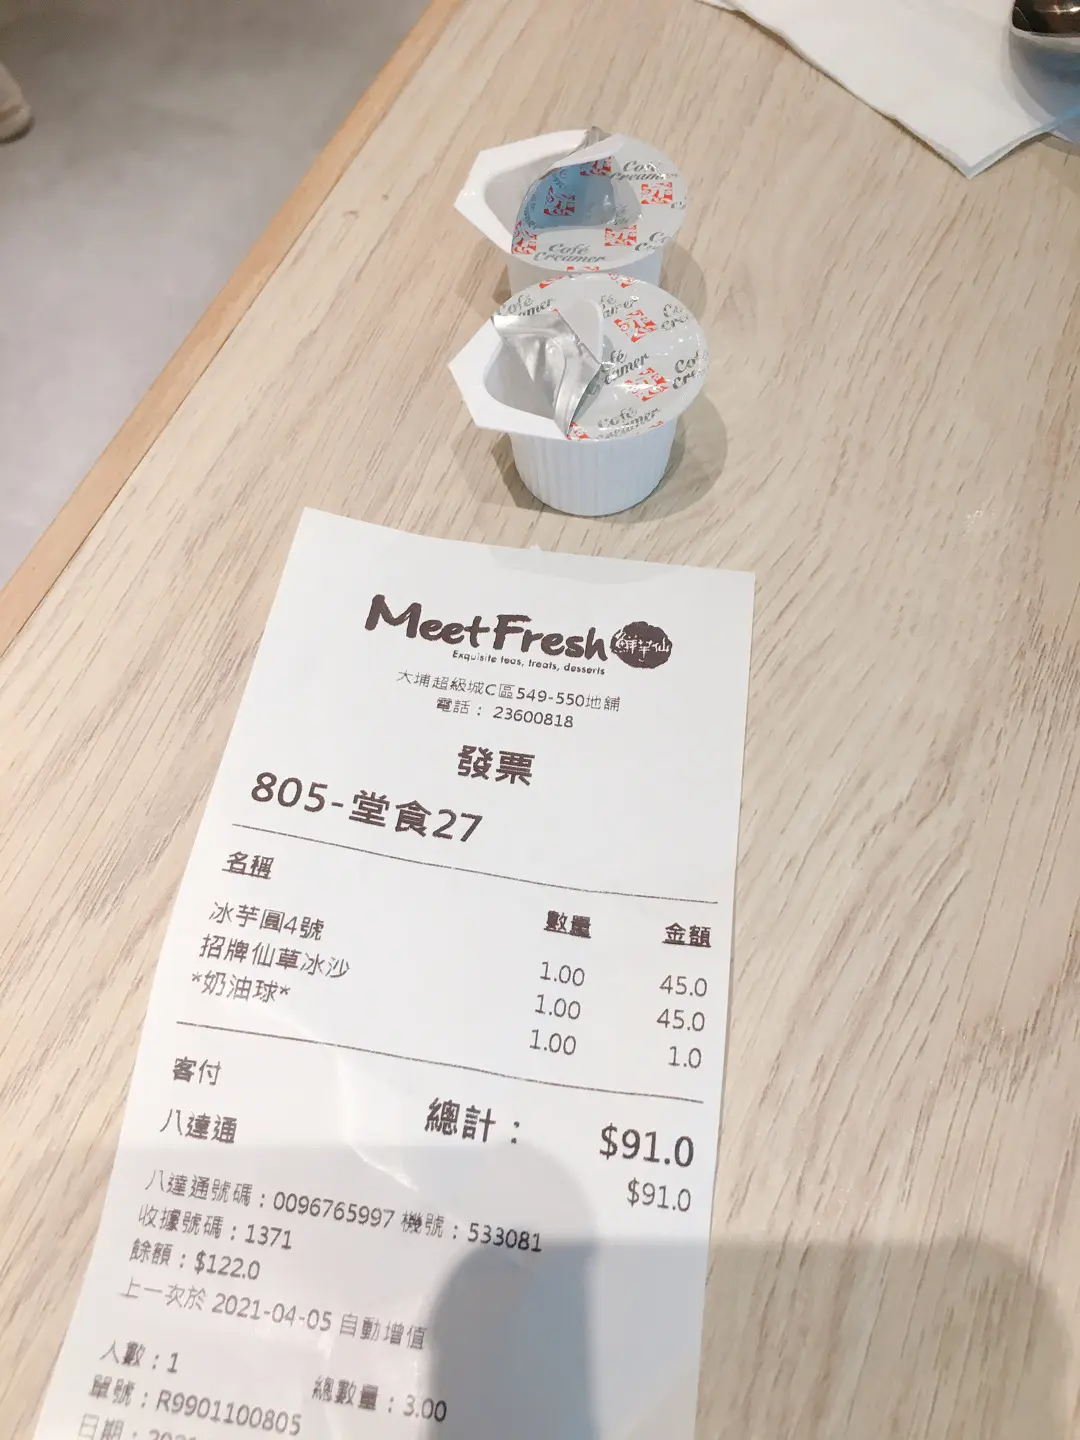 Café
Creamer
Café
Creamer
Café
Creamer
Café
Creamer
MeetFresh 鮮芋仙
Exquisite teas, treats, desserts
大埔超級城C區549-550地舖
電話： 23600818
發票
805-堂食27
名稱 數量 金額
冰芋圓4號 1.00 45.0
招牌仙草冰沙 1.00 45.0
*奶油球* 1.00 1.0
客付 總計： $91.0
八達通 $91.0
八達通號碼：0096765997 機號：533081
收據號碼：1371
餘額：$122.0
上一次於 2021-04-05 自動增值
人數：1 總數量：3.00
單號：R9901100805
日期：